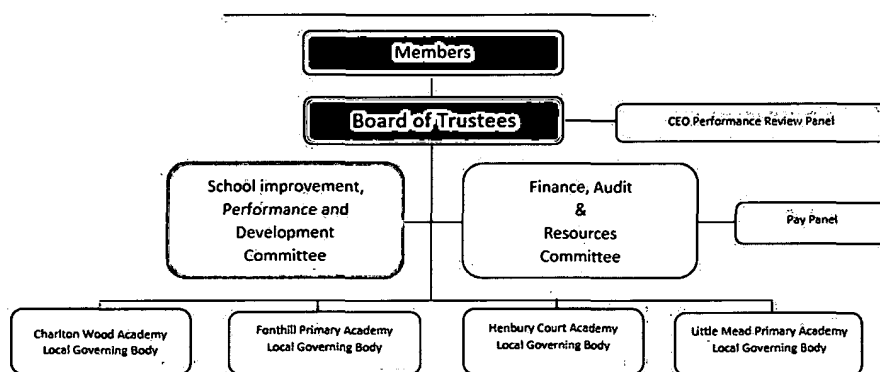 Members
Board of Trustees
CEO Performance Review Panel
School improvement,
Performance and
Development
Committee
Finance, Audit
&
Resources
Committee
Pay Panel
Charlton Wood Academy
Local Governing Body
Fonthill Primary Academy
Local Governing Body
Henbury Court Academy
Local Governing Body
Little Mead Primary Academy
Local Governing Body